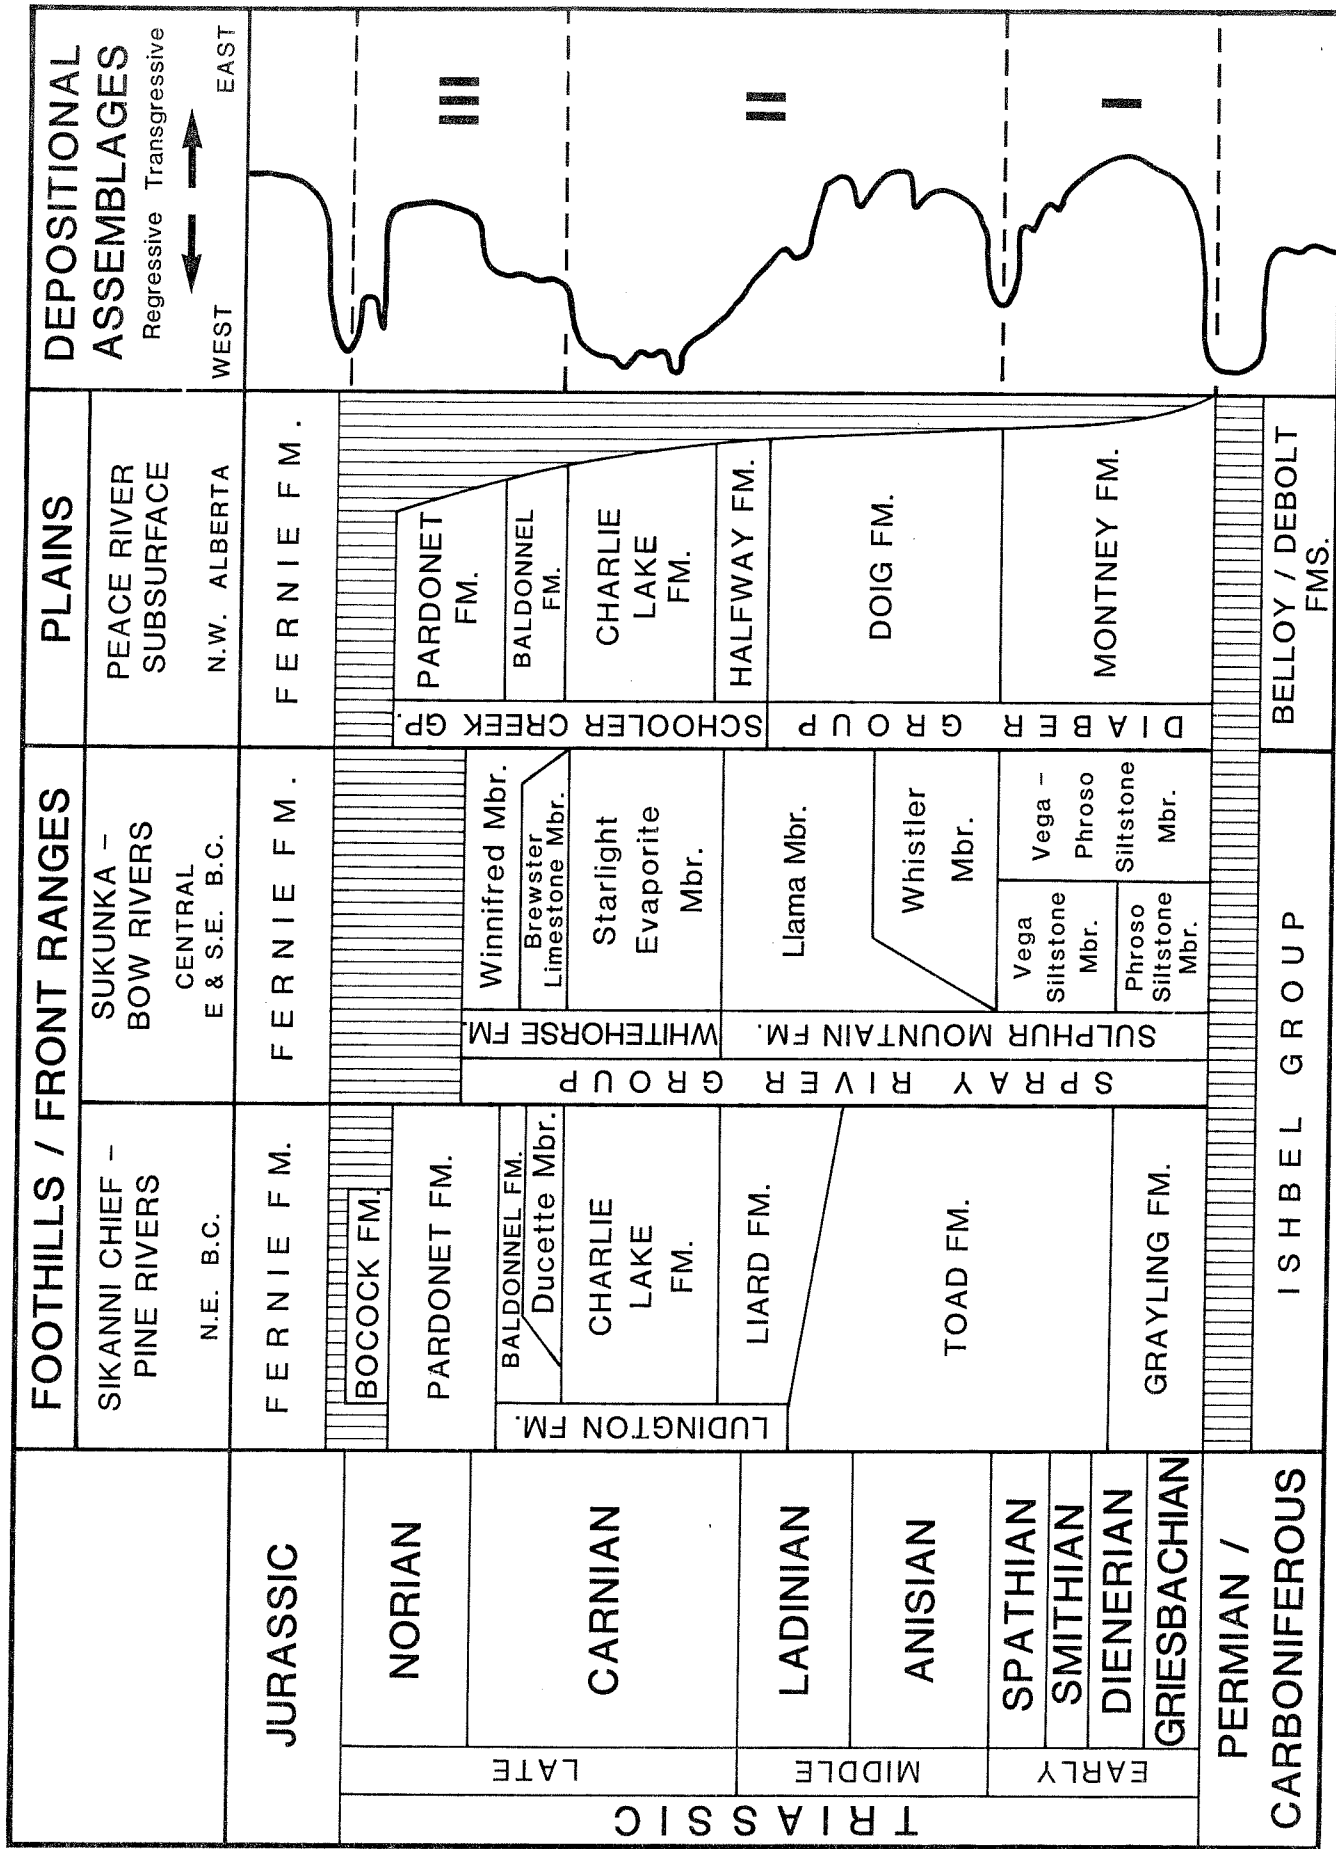 FOOTHILLS / FRONT RANGES
PLAINS
DEPOSITIONAL
ASSEMBLAGES
Regressive Transgressive
WEST
EAST
SIKANNI CHIEF –
PINE RIVERS
N.E. B.C.
SUKUNKA –
BOW RIVERS
CENTRAL
E & S.E. B.C.
PEACE RIVER
SUBSURFACE
N.W. ALBERTA
JURASSIC
FERNIE FM.
FERNIE FM.
FERNIE FM.
TRIASSIC
LATE
MIDDLE
EARLY
NORIAN
CARNIAN
LADINIAN
ANISIAN
SPATHIAN
SMITHIAN
DIENERIAN
GRIESBACHIAN
PERMIAN /
CARBONIFEROUS
BOCOCK FM.
PARDONET FM.
LUDINGTON FM.
BALDONNEL FM.
Ducette Mbr.
CHARLIE
LAKE
FM.
LIARD FM.
TOAD FM.
GRAYLING FM.
SPRAY RIVER GROUP
WHITEHORSE FM.
SULPHUR MOUNTAIN FM.
Winnifred Mbr.
Brewster
Limestone Mbr.
Starlight
Evaporite
Mbr.
Llama Mbr.
Whistler
Mbr.
Vega
Siltstone
Mbr.
Phroso
Siltstone
Mbr.
Vega –
Phroso
Siltstone
Mbr.
SCHOOLER CREEK GP.
DIABER GROUP
PARDONET
FM.
BALDONNEL
FM.
CHARLIE
LAKE
FM.
HALFWAY FM.
DOIG FM.
MONTNEY FM.
ISHBEL GROUP
BELLOY / DEBOLT
FMS.
III
II
I